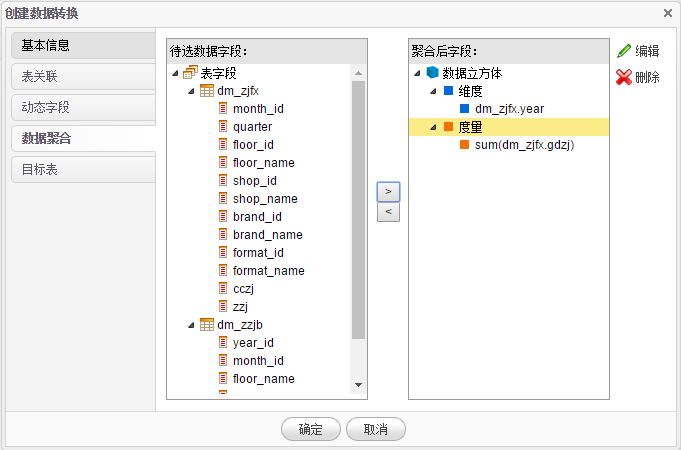 创建数据转换
基本信息
表关联
动态字段
数据聚合
目标表
待选数据字段：
表字段
dm_zjfx
month_id
quarter
floor_id
floor_name
shop_id
shop_name
brand_id
brand_name
format_id
format_name
cczj
zzj
dm_zzjb
year_id
month_id
floor_name
>
<
聚合后字段：
数据立方体
维度
dm_zjfx.year
度量
sum(dm_zjfx.gdzj)
编辑
删除
确定
取消